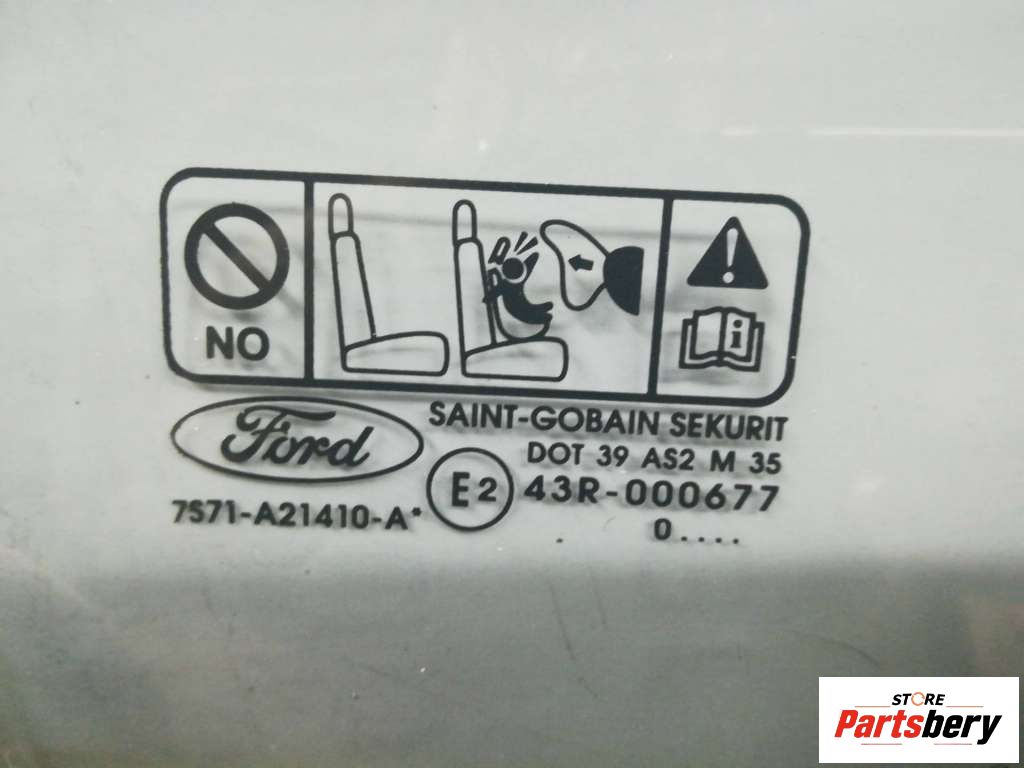 NO
i
Ford
SAINT-GOBAIN SEKURIT
DOT 39 AS2 M 35
E2 43R-000677
7S71-A21410-A*
0....
STORE
Partsbery